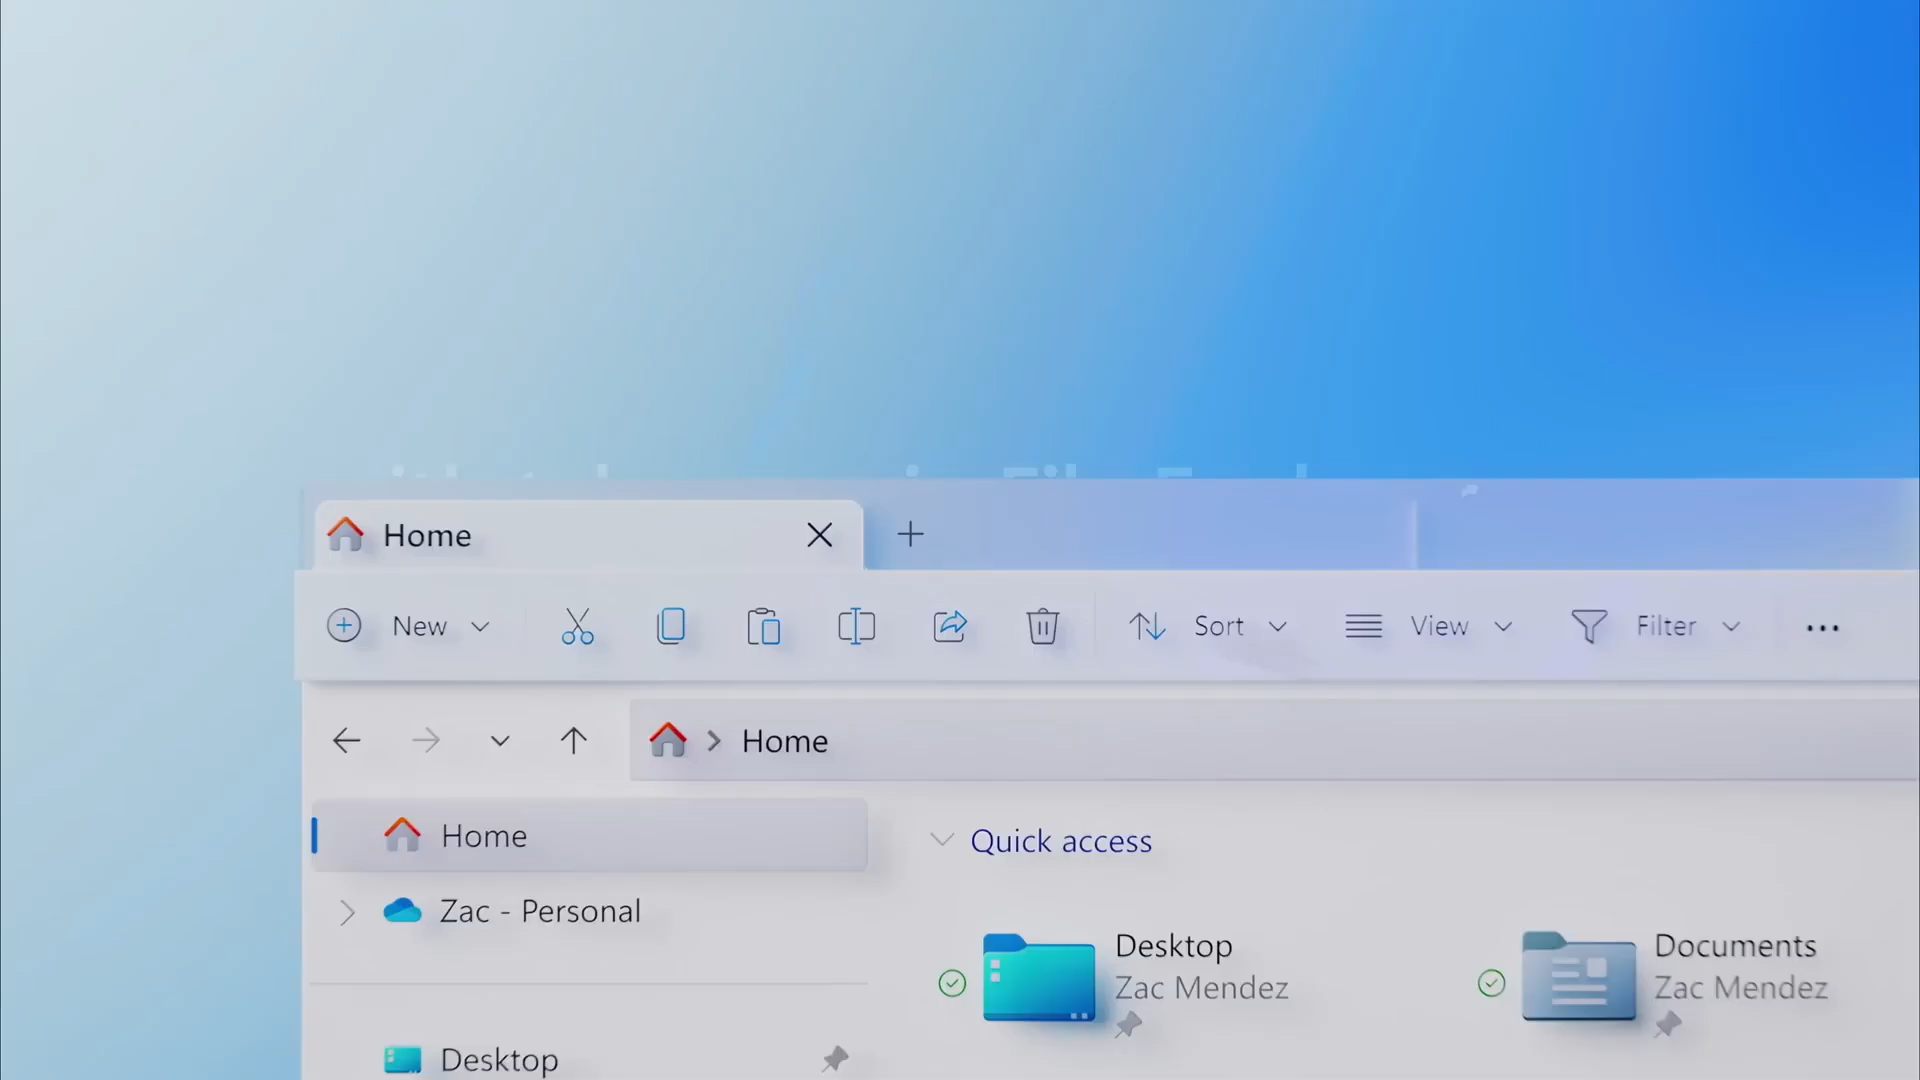 Home
New
Sort
View
Filter
Home
Home
Quick access
Zac - Personal
Desktop
Zac Mendez
Documents
Zac Mendez
Desktop